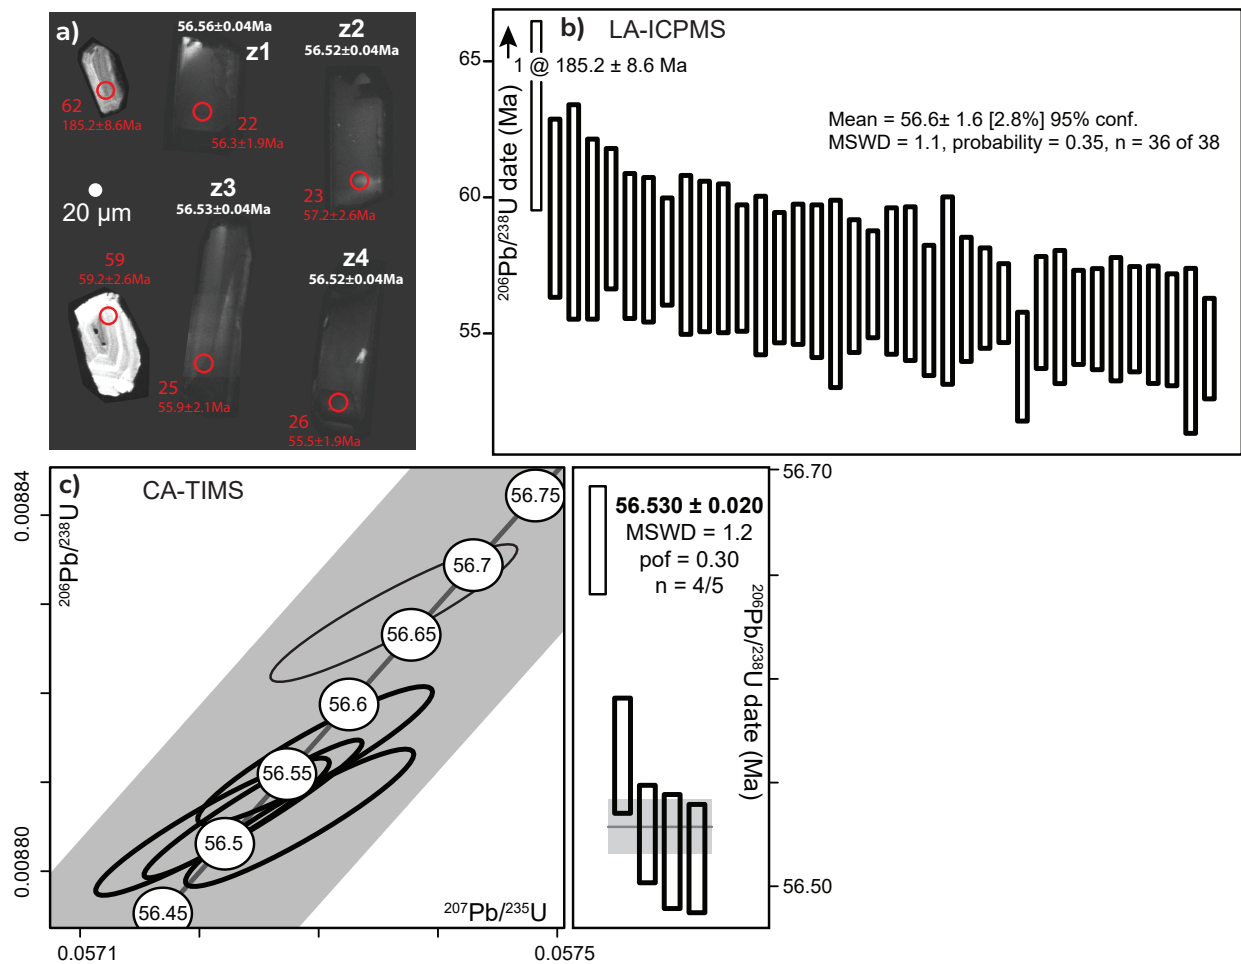 a)
56.56±0.04Ma
z1
z2
56.52±0.04Ma
62
185.2±8.6Ma
22
56.3±1.9Ma
23
57.2±2.6Ma
20 µm
z3
56.53±0.04Ma
z4
56.52±0.04Ma
59
59.2±2.6Ma
25
55.9±2.1Ma
26
55.5±1.9Ma
b) LA-ICPMS
1 @ 185.2 ± 8.6 Ma
Mean = 56.6± 1.6 [2.8%] 95% conf.
MSWD = 1.1, probability = 0.35, n = 36 of 38
65
60
55
²⁰⁶Pb/²³⁸U date (Ma)
c) CA-TIMS
0.00884
0.00880
²⁰⁶Pb/²³⁸U
56.75
56.7
56.65
56.6
56.55
56.5
56.45
²⁰⁷Pb/²³⁵U
0.0571
0.0575
56.530 ± 0.020
MSWD = 1.2
pof = 0.30
n = 4/5
56.70
56.50
²⁰⁶Pb/²³⁸U date (Ma)